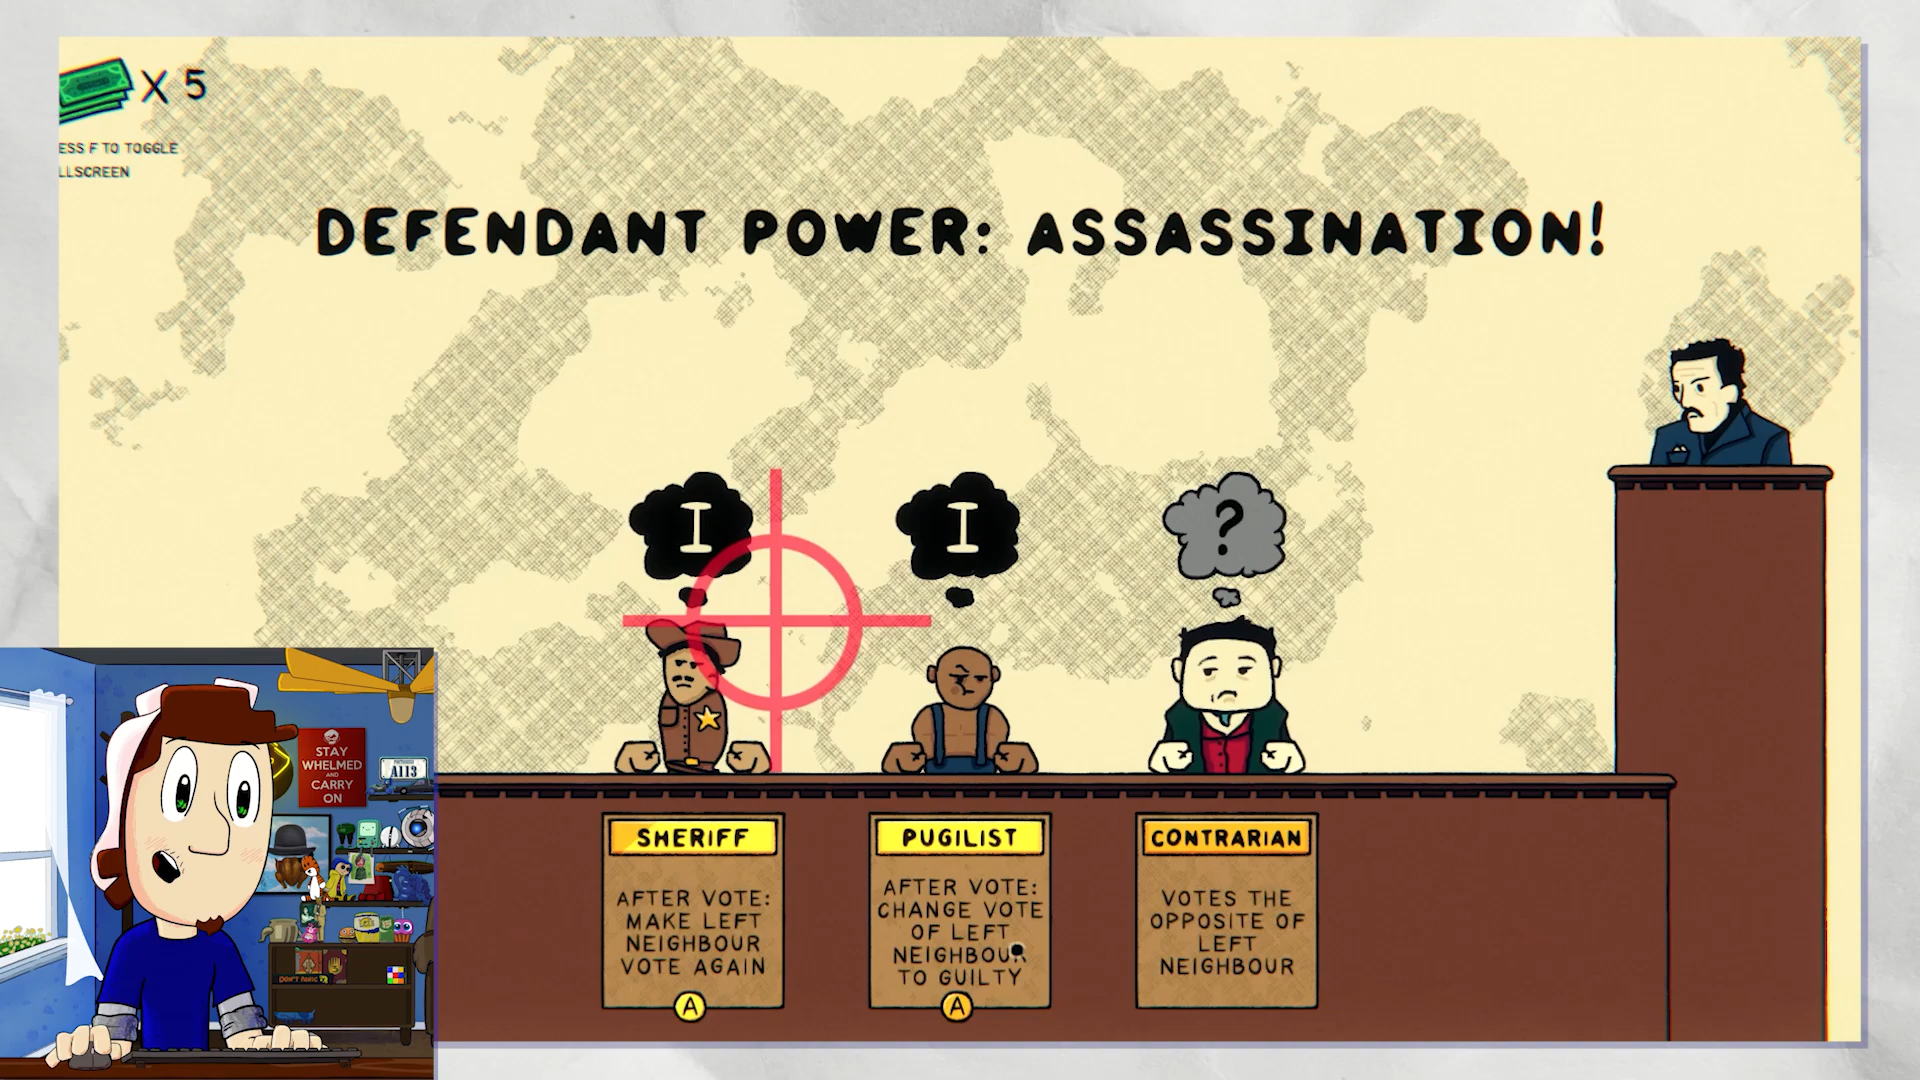 X 5
ESS F TO TOGGLE
LLSCREEN
DEFENDANT POWER: ASSASSINATION!
I
I
?
STAY
WHELMED
AND
CARRY
ON
A113
DON'T PANIC
SHERIFF
AFTER VOTE:
MAKE LEFT
NEIGHBOUR
VOTE AGAIN
A
PUGILIST
AFTER VOTE:
CHANGE VOTE
OF LEFT
NEIGHBOUR
TO GUILTY
A
CONTRARIAN
VOTES THE
OPPOSITE OF
LEFT
NEIGHBOUR